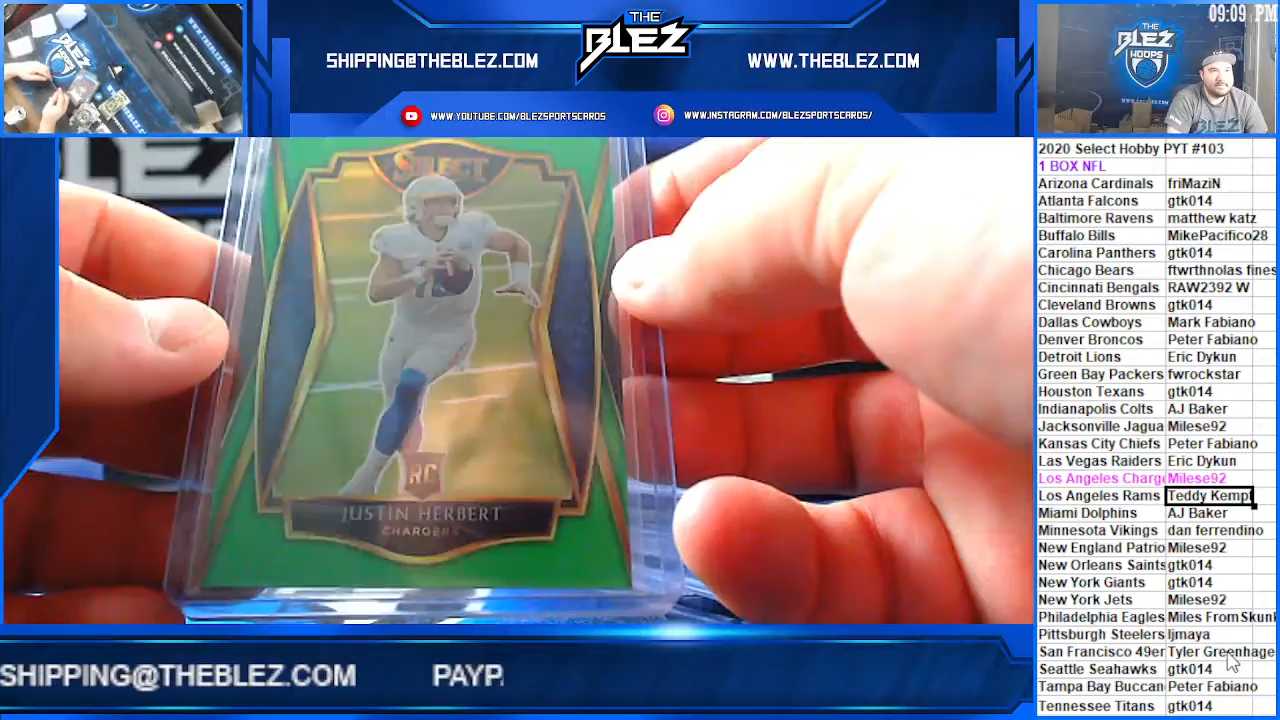 09:09 PM
THE
BLEZ
SHIPPING@THEBLEZ.COM
WWW.THEBLEZ.COM
WWW.YOUTUBE.COM/BLEZSPORTSCARDS
WWW.INSTAGRAM.COM/BLEZSPORTSCARDS/
THE
BLEZ
HOOPS
SELECT
RC
JUSTIN HERBERT
CHARGERS
2020 Select Hobby PYT #103
1 BOX NFL
Arizona Cardinals friMaziN
Atlanta Falcons gtk014
Baltimore Ravens matthew katz
Buffalo Bills MikePacifico28
Carolina Panthers gtk014
Chicago Bears ftwrthnolas fines
Cincinnati Bengals RAW2392 W
Cleveland Browns gtk014
Dallas Cowboys Mark Fabiano
Denver Broncos Peter Fabiano
Detroit Lions Eric Dykun
Green Bay Packers fwrockstar
Houston Texans gtk014
Indianapolis Colts AJ Baker
Jacksonville Jagua Milese92
Kansas City Chiefs Peter Fabiano
Las Vegas Raiders Eric Dykun
Los Angeles Charge Milese92
Los Angeles Rams Teddy Kempf
Miami Dolphins AJ Baker
Minnesota Vikings dan ferrendino
New England Patrio Milese92
New Orleans Saints gtk014
New York Giants gtk014
New York Jets Milese92
Philadelphia Eagles Miles From Skunk
Pittsburgh Steelers ljmaya
San Francisco 49er Tyler Greenhage
Seattle Seahawks gtk014
Tampa Bay Buccan Peter Fabiano
Tennessee Titans gtk014
SHIPPING@THEBLEZ.COM PAYP